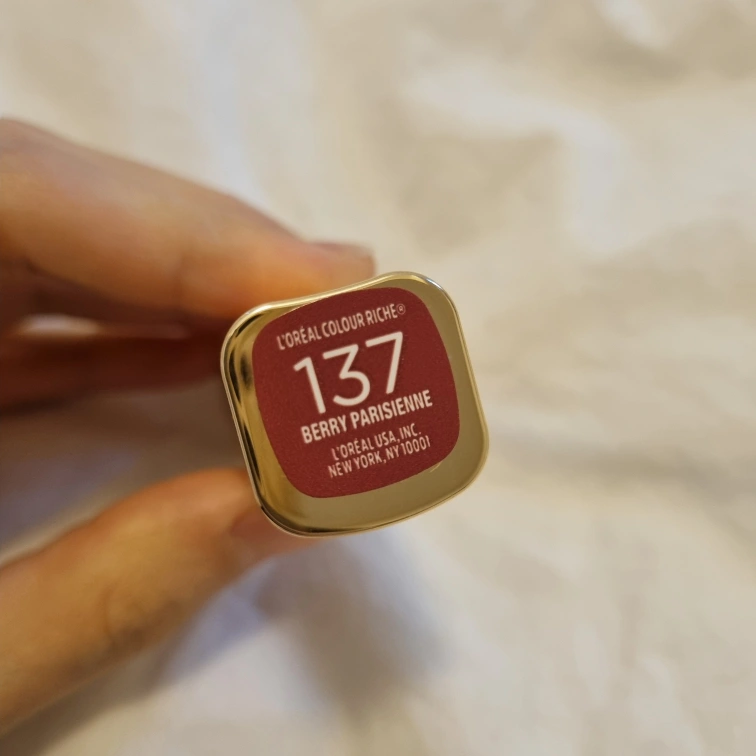 L'ORÉAL COLOUR RICHE®
137
BERRY PARISIENNE
L'ORÉAL USA, INC.
NEW YORK, NY 10001